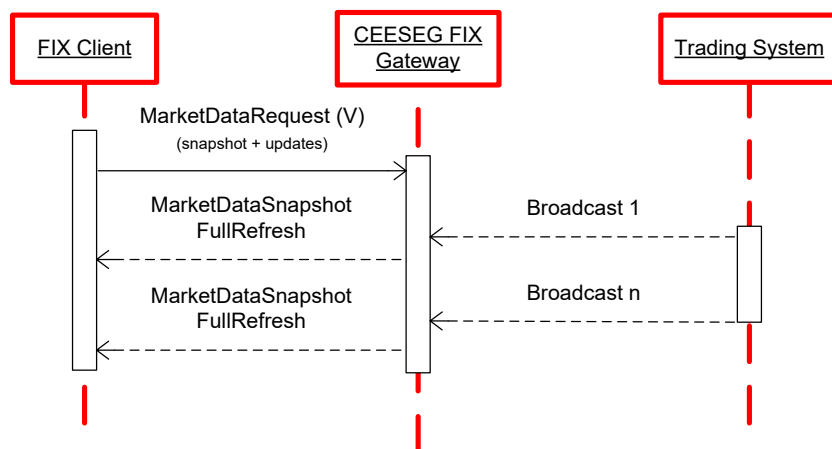 FIX Client
CEESEG FIX
Gateway
Trading System
MarketDataRequest (V)
(snapshot + updates)
MarketDataSnapshot
FullRefresh
Broadcast 1
MarketDataSnapshot
FullRefresh
Broadcast n